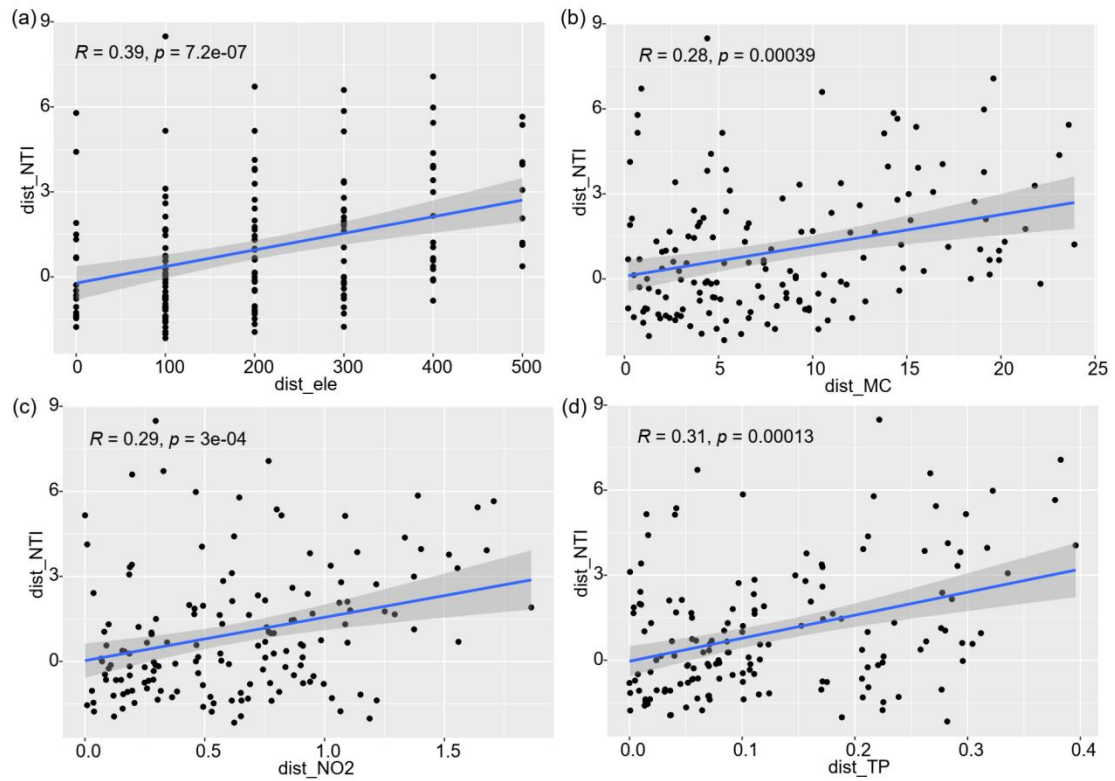 (a)
R = 0.39, p = 7.2e-07
dist_NTI
9
6
3
0
0
100
200
300
400
500
dist_ele
(b)
R = 0.28, p = 0.00039
dist_NTI
9
6
3
0
0
5
10
15
20
25
dist_MC
(c)
R = 0.29, p = 3e-04
dist_NTI
9
6
3
0
0.0
0.5
1.0
1.5
dist_NO2
(d)
R = 0.31, p = 0.00013
dist_NTI
9
6
3
0
0.0
0.1
0.2
0.3
0.4
dist_TP